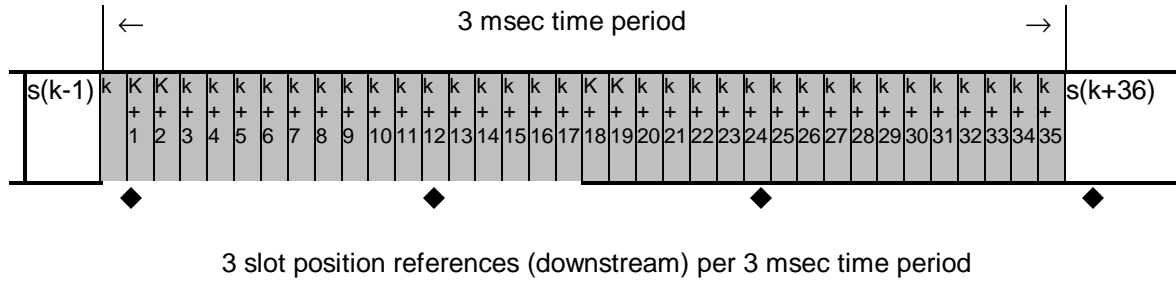 ← 3 msec time period →
s(k-1) k K k k k k k k k k k k k k k k k k K K k k k k k k k k k k k k k k k k s(k+36)
+ + + + + + + + + + + + + + + + + + + + + + + + + + + + + + + + + + +
1 2 3 4 5 6 7 8 9 10 11 12 13 14 15 16 17 18 19 20 21 22 23 24 25 26 27 28 29 30 31 32 33 34 35
3 slot position references (downstream) per 3 msec time period